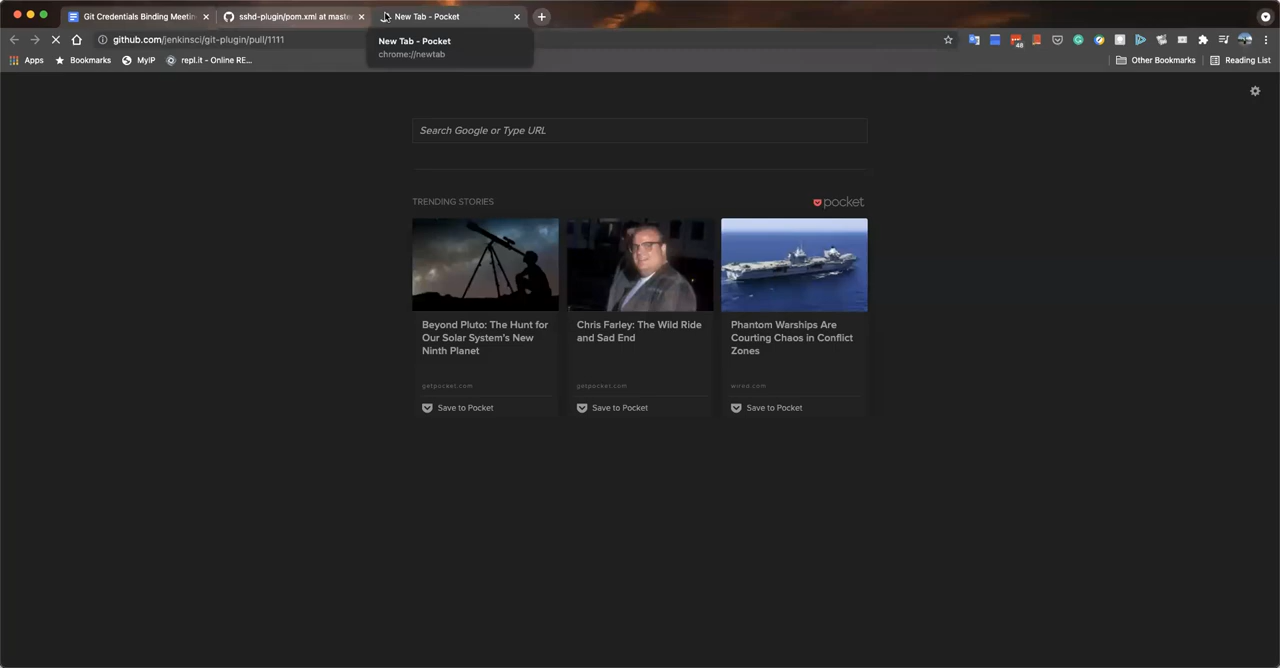 Git Credentials Binding Meetin
sshd-plugin/pom.xml at maste
New Tab - Pocket
github.com/jenkinsci/git-plugin/pull/1111
New Tab - Pocket
chrome://newtab
48
Apps
Bookmarks
MyIP
repl.it - Online RE...
Other Bookmarks
Reading List
Search Google or Type URL
TRENDING STORIES
pocket
Beyond Pluto: The Hunt for
Our Solar System's New
Ninth Planet
getpocket.com
Save to Pocket
Chris Farley: The Wild Ride
and Sad End
getpocket.com
Save to Pocket
Phantom Warships Are
Courting Chaos in Conflict
Zones
wired.com
Save to Pocket